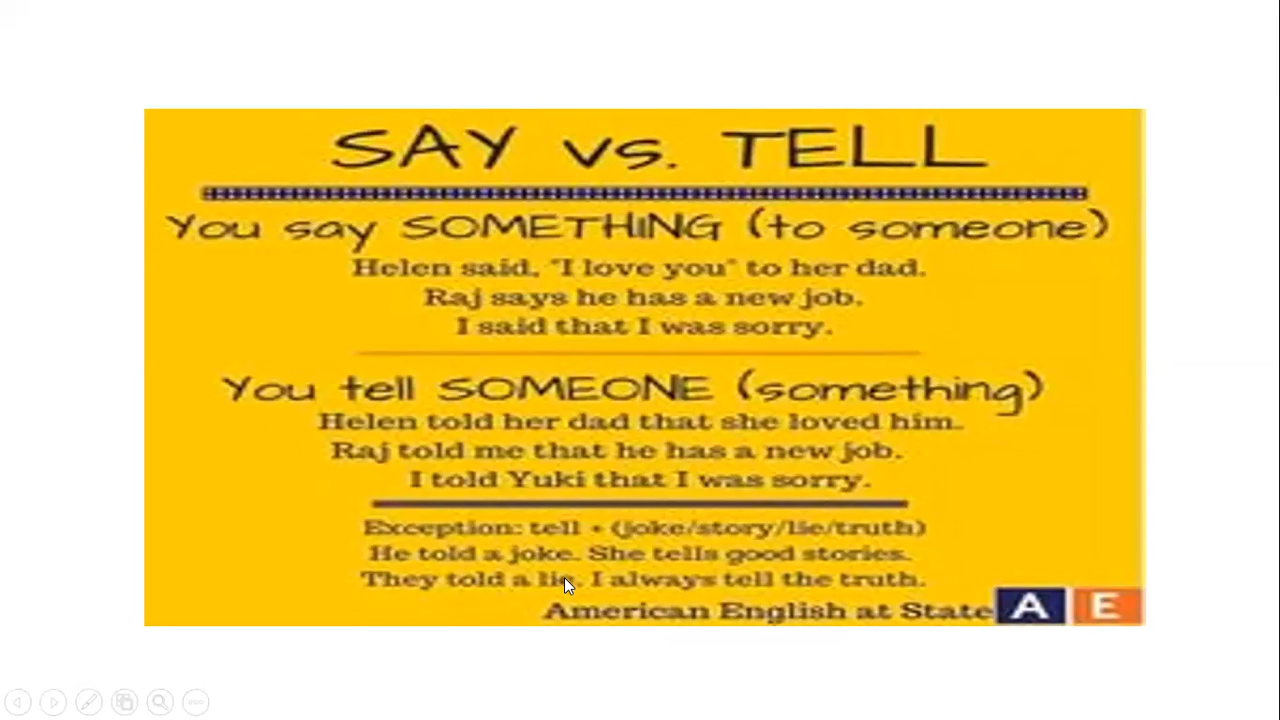 SAY vs. TELL
You say SOMETHING (to someone)
Helen said, "I love you" to her dad.
Raj says he has a new job.
I said that I was sorry.
You tell SOMEONE (something)
Helen told her dad that she loved him.
Raj told me that he has a new job.
I told Yuki that I was sorry.
Exception: tell + (joke/story/lie/truth)
He told a joke. She tells good stories.
They told a lie. I always tell the truth.
American English at State A E